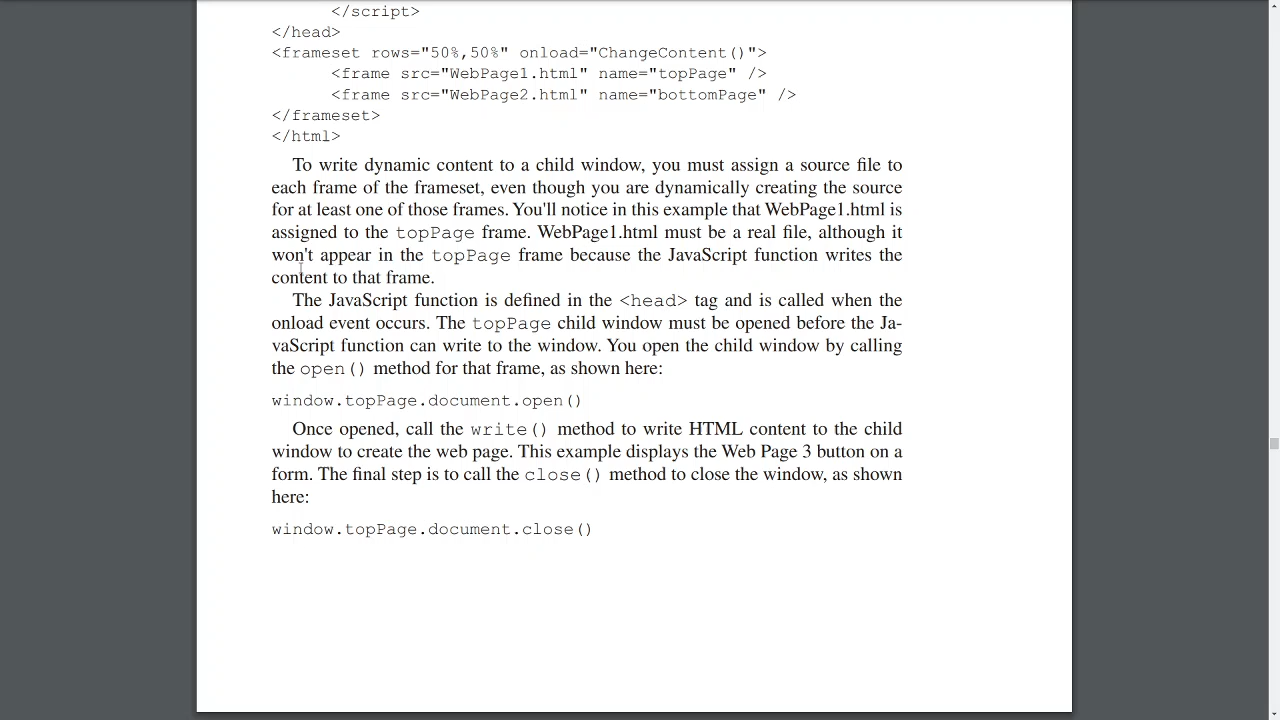 </script>
</head>
<frameset rows="50%,50%" onload="ChangeContent()">
<frame src="WebPage1.html" name="topPage" />
<frame src="WebPage2.html" name="bottomPage" />
</frameset>
</html>
To write dynamic content to a child window, you must assign a source file to
each frame of the frameset, even though you are dynamically creating the source
for at least one of those frames. You'll notice in this example that WebPage1.html is
assigned to the topPage frame. WebPage1.html must be a real file, although it
won't appear in the topPage frame because the JavaScript function writes the
content to that frame.
The JavaScript function is defined in the <head> tag and is called when the
onload event occurs. The topPage child window must be opened before the Ja-
vaScript function can write to the window. You open the child window by calling
the open() method for that frame, as shown here:
window.topPage.document.open()
Once opened, call the write() method to write HTML content to the child
window to create the web page. This example displays the Web Page 3 button on a
form. The final step is to call the close() method to close the window, as shown
here:
window.topPage.document.close()